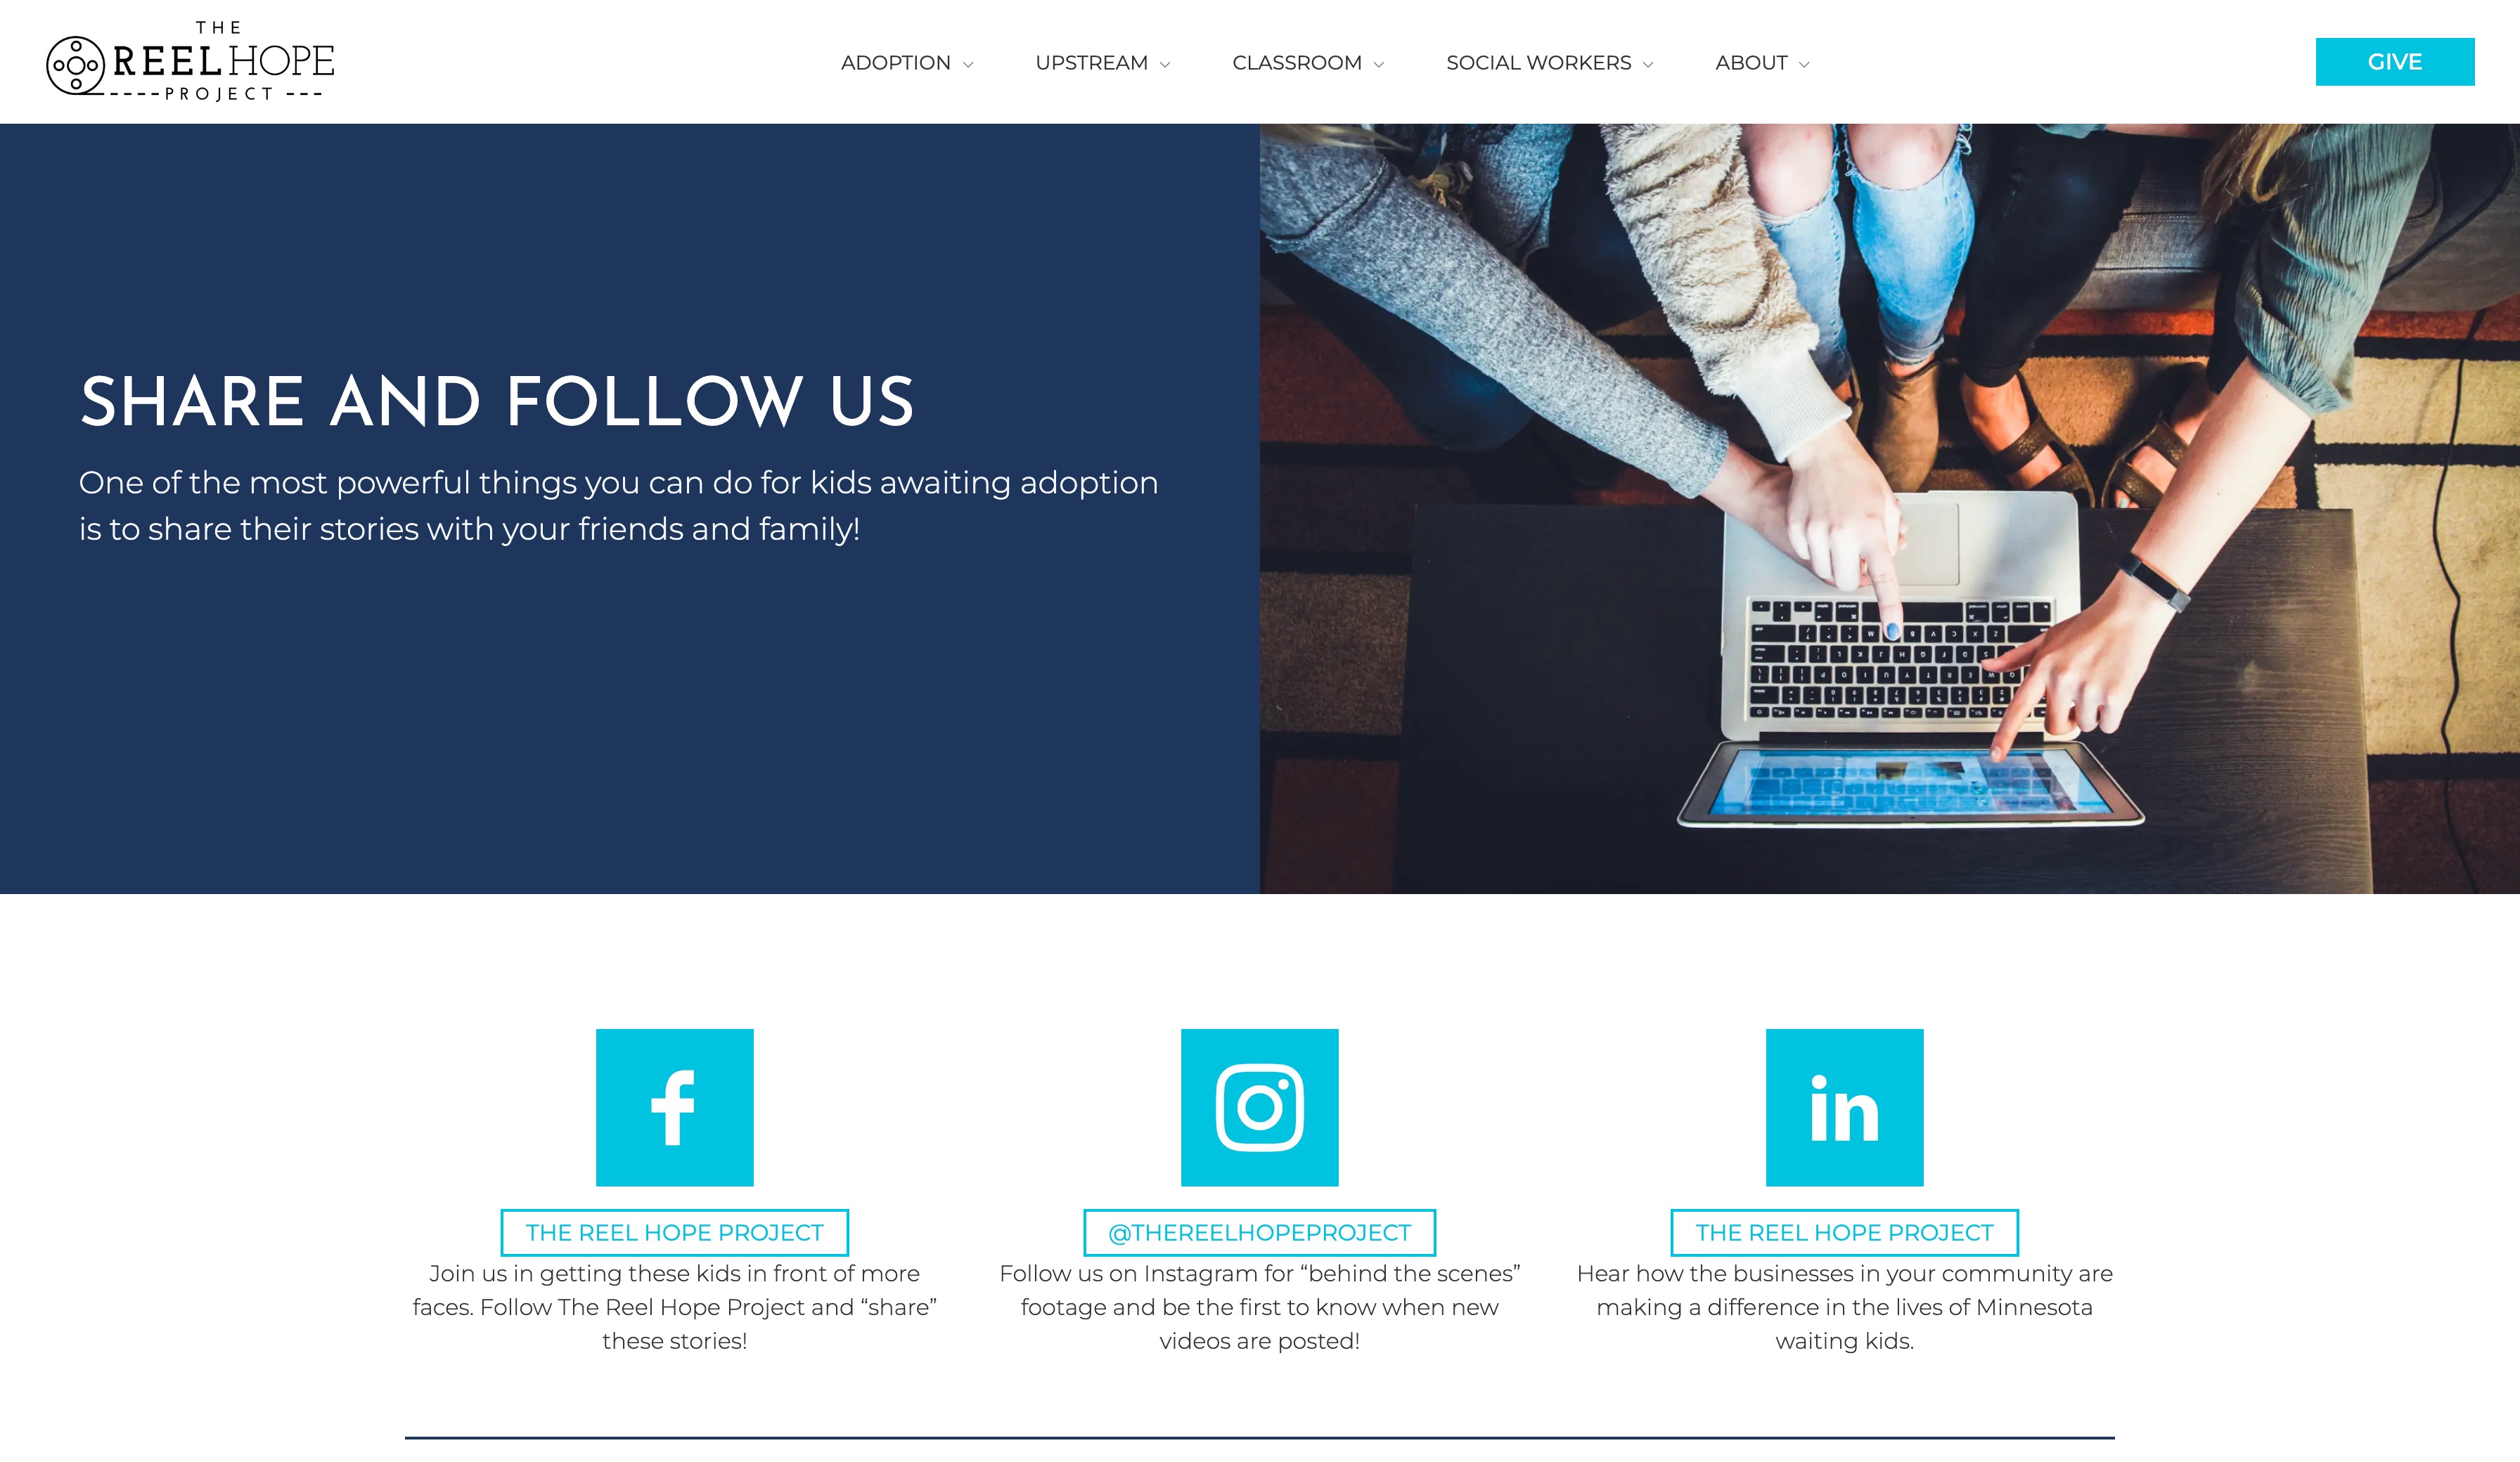 THE
REEL HOPE
PROJECT
ADOPTION
UPSTREAM
CLASSROOM
SOCIAL WORKERS
ABOUT
GIVE
SHARE AND FOLLOW US
One of the most powerful things you can do for kids awaiting adoption
is to share their stories with your friends and family!
THE REEL HOPE PROJECT
Join us in getting these kids in front of more
faces. Follow The Reel Hope Project and “share”
these stories!
@THEREELHOPEPROJECT
Follow us on Instagram for “behind the scenes”
footage and be the first to know when new
videos are posted!
in
THE REEL HOPE PROJECT
Hear how the businesses in your community are
making a difference in the lives of Minnesota
waiting kids.